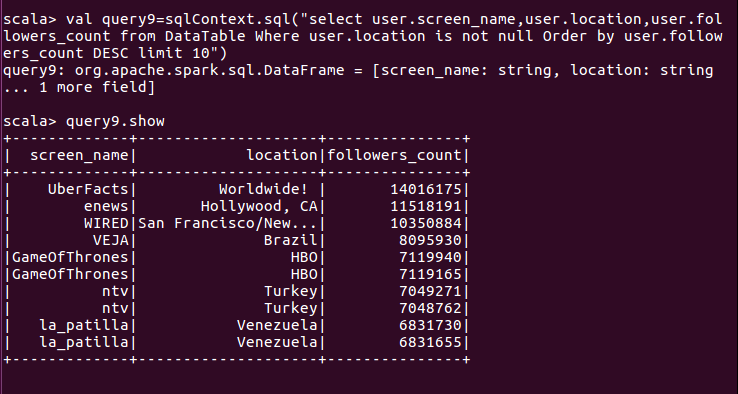 scala> val query9=sqlContext.sql("select user.screen_name,user.location,user.fol
lowers_count from DataTable Where user.location is not null Order by user.follow
ers_count DESC limit 10")
query9: org.apache.spark.sql.DataFrame = [screen_name: string, location: string
... 1 more field]
scala> query9.show
+-------------+--------------------+---------------+
|  screen_name|            location|followers_count|
+-------------+--------------------+---------------+
|    UberFacts|         Worldwide! |       14016175|
|        enews|       Hollywood, CA|       11518191|
|        WIRED|San Francisco/New...|       10350884|
|         VEJA|              Brazil|        8095930|
|GameOfThrones|                 HBO|        7119940|
|GameOfThrones|                 HBO|        7119165|
|          ntv|              Turkey|        7049271|
|          ntv|              Turkey|        7048762|
|   la_patilla|           Venezuela|        6831730|
|   la_patilla|           Venezuela|        6831655|
+-------------+--------------------+---------------+